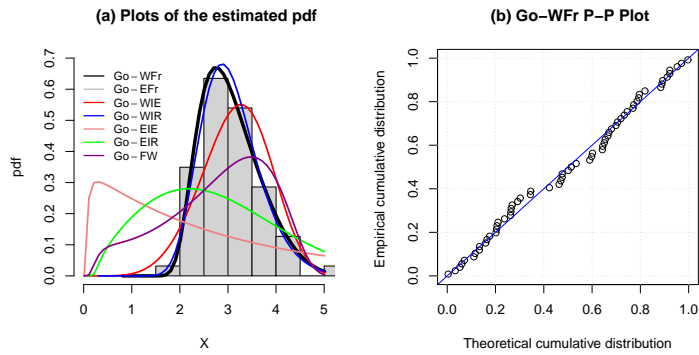 (a) Plots of the estimated pdf
pdf
0.7
0.6
0.5
0.4
0.3
0.2
0.1
0.0
Go−WFr
Go−EFr
Go−WIE
Go−WIR
Go−EIE
Go−EIR
Go−FW
0 1 2 3 4 5
X
(b) Go−WFr P−P Plot
Empirical cumulative distribution
1.0
0.8
0.6
0.4
0.2
0.0
0.0 0.2 0.4 0.6 0.8 1.0
Theoretical cumulative distribution